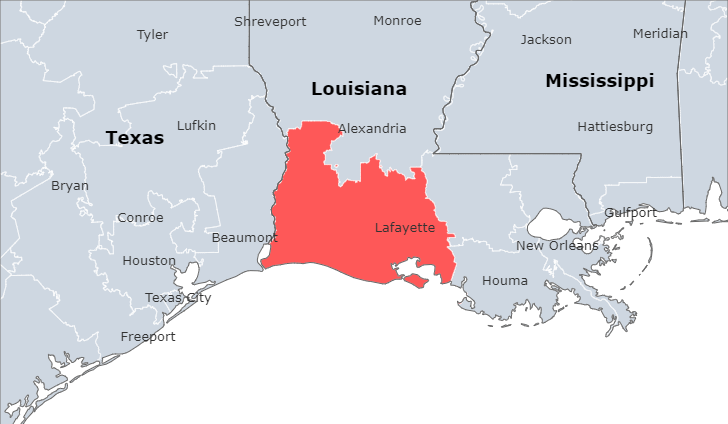 Shreveport
Monroe
Tyler
Jackson
Meridian
Louisiana
Mississippi
Lufkin
Alexandria
Hattiesburg
Texas
Bryan
Conroe
Gulfport
Lafayette
Beaumont
New Orleans
Houston
Houma
Texas City
Freeport